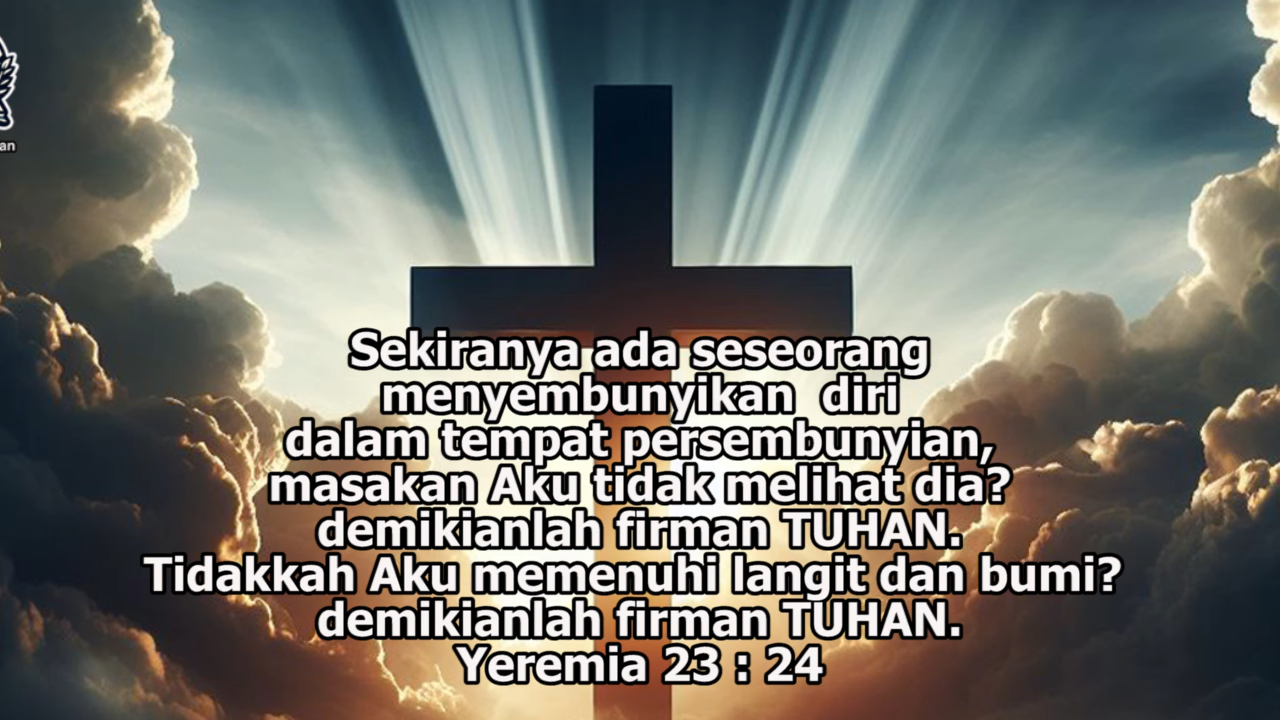 an
Sekiranya ada seseorang
menyembunyikan  diri
dalam tempat persembunyian,
masakan Aku tidak melihat dia?
demikianlah firman TUHAN.
Tidakkah Aku memenuhi langit dan bumi?
demikianlah firman TUHAN.
Yeremia 23 : 24